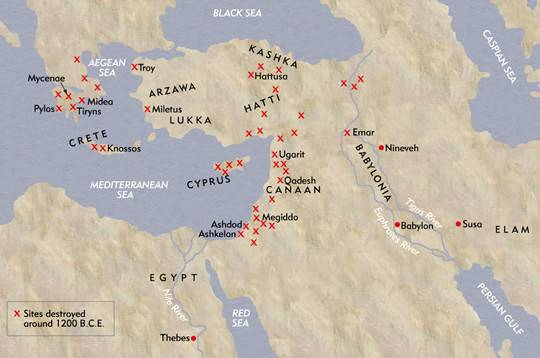 BLACK SEA
CASPIAN SEA
AEGEAN
SEA
KASHKA
Troy
Hattusa
Mycenae
ARZAWA
HATTI
Midea
Pylos
Tiryns
Miletus
LUKKA
CRETE
Knossos
Emar
Nineveh
Ugarit
BABYLONIA
CYPRUS
Qadesh
CANAAN
MEDITERRANEAN
SEA
Tigris River
Megiddo
Ashdod
Ashkelon
Babylon
Euphrates River
Susa
ELAM
EGYPT
Nile River
RED
SEA
PERSIAN GULF
X Sites destroyed
around 1200 B.C.E.
Thebes